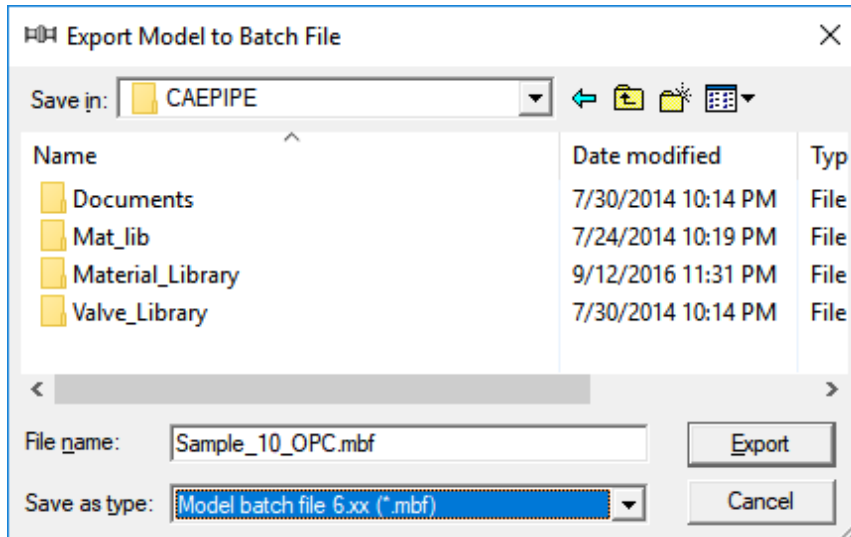 Export Model to Batch File
Save in: CAEPIPE
Name Date modified Typ
Documents 7/30/2014 10:14 PM File
Mat_lib 7/24/2014 10:19 PM File
Material_Library 9/12/2016 11:31 PM File
Valve_Library 7/30/2014 10:14 PM File
File name: Sample_10_OPC.mbf Export
Save as type: Model batch file 6.xx (*.mbf) Cancel